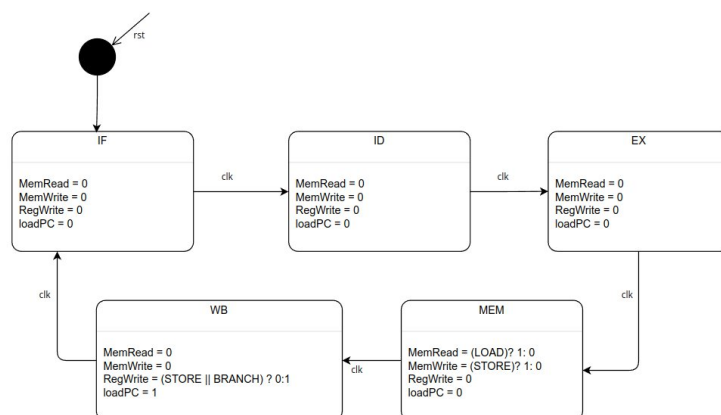 rst
IF
MemRead = 0
MemWrite = 0
RegWrite = 0
loadPC = 0
clk
ID
MemRead = 0
MemWrite = 0
RegWrite = 0
loadPC = 0
clk
EX
MemRead = 0
MemWrite = 0
RegWrite = 0
loadPC = 0
clk
MEM
MemRead = (LOAD)? 1: 0
MemWrite = (STORE)? 1: 0
RegWrite = 0
loadPC = 0
clk
WB
MemRead = 0
MemWrite = 0
RegWrite = (STORE || BRANCH) ? 0:1
loadPC = 1
clk